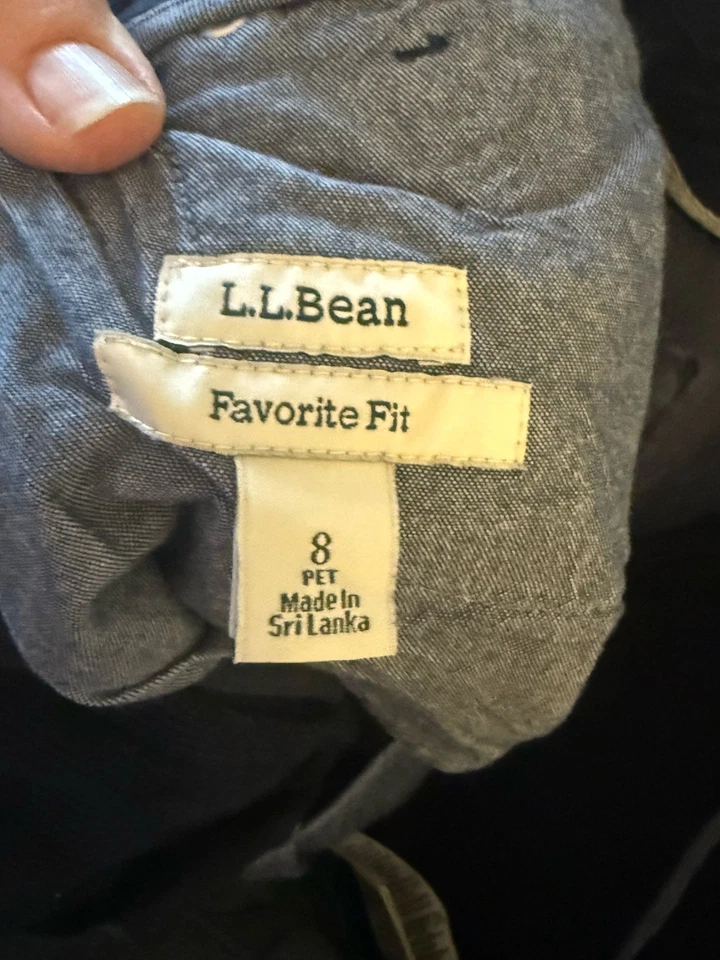 L.L.Bean
Favorite Fit
8
PET
Made In
Sri Lanka